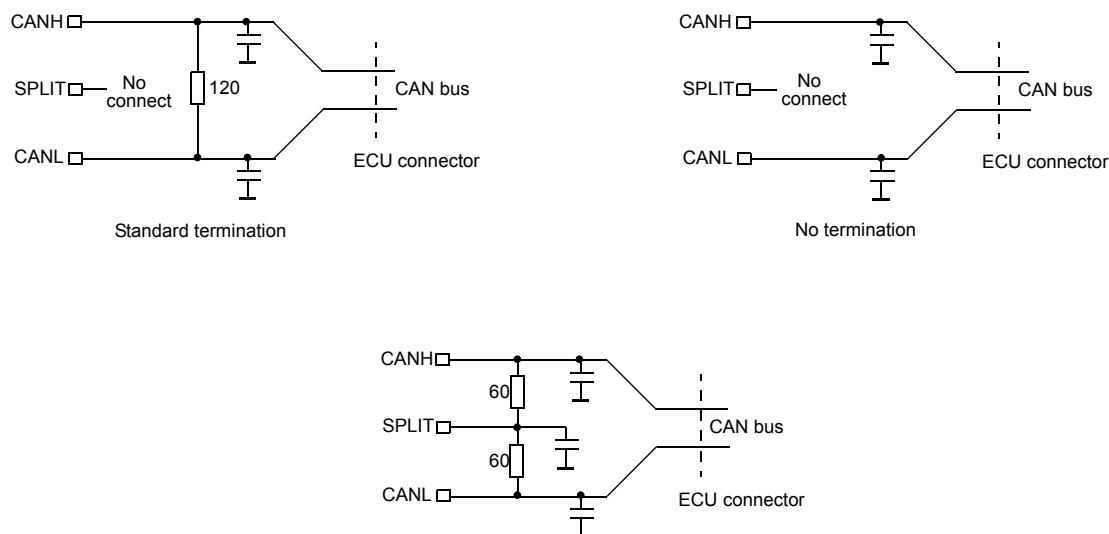 CANH
SPLIT
No
connect
120
CANL
CAN bus
ECU connector
Standard termination
CANH
SPLIT
No
connect
CANL
CAN bus
ECU connector
No termination
CANH
60
SPLIT
60
CANL
CAN bus
ECU connector